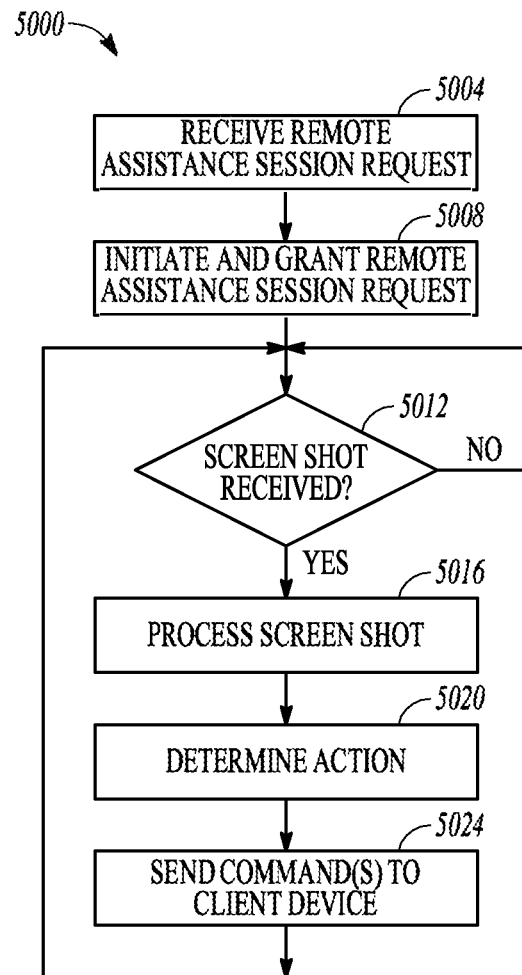 5000
5004
RECEIVE REMOTE
ASSISTANCE SESSION REQUEST
5008
INITIATE AND GRANT REMOTE
ASSISTANCE SESSION REQUEST
5012
SCREEN SHOT
RECEIVED?
NO
YES
5016
PROCESS SCREEN SHOT
5020
DETERMINE ACTION
5024
SEND COMMAND(S) TO
CLIENT DEVICE